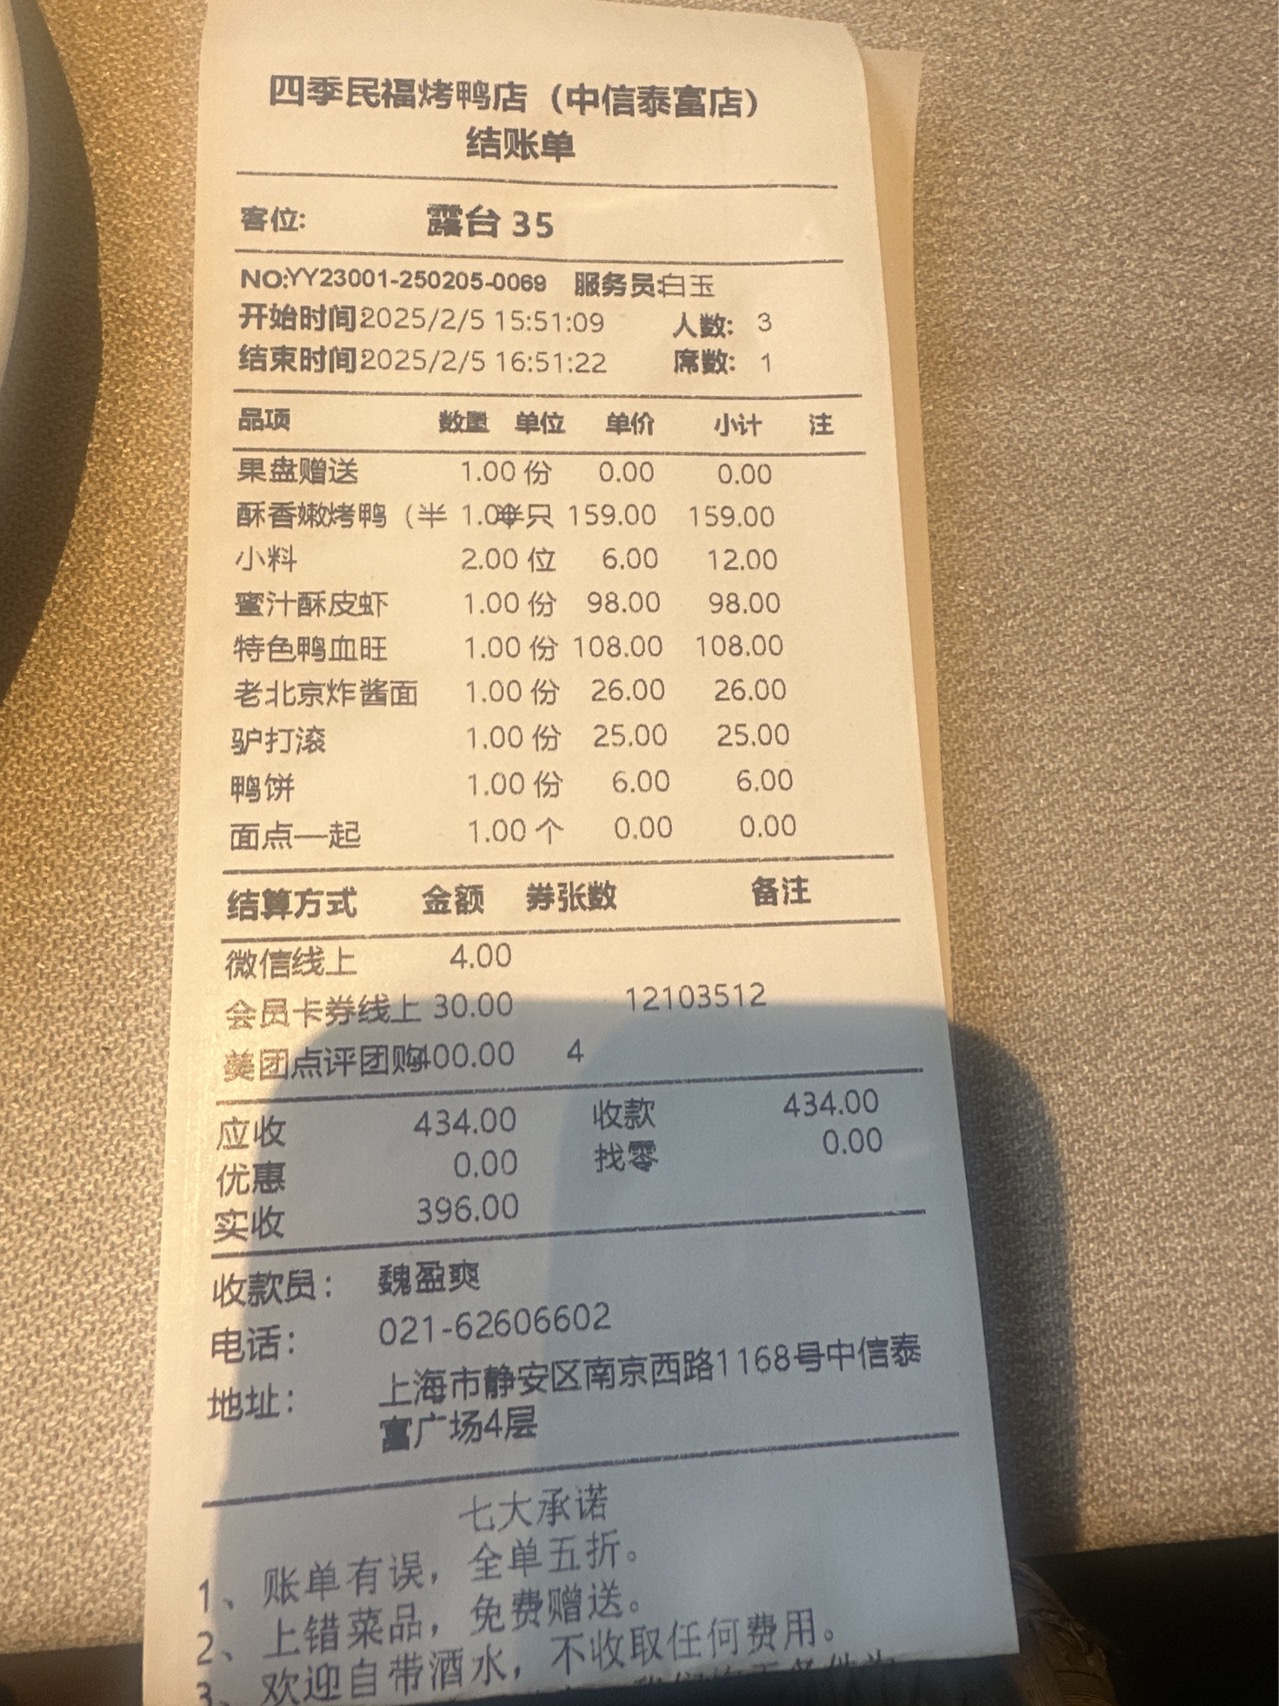 四季民福烤鸭店（中信泰富店）
结账单
客位: 露台 35
NO:YY23001-250205-0069 服务员:白玉
开始时间2025/2/5 15:51:09 人数: 3
结束时间2025/2/5 16:51:22 席数: 1
品项 数量 单位 单价 小计 注
果盘赠送 1.00 份 0.00 0.00
酥香嫩烤鸭（半 1.00半只 159.00 159.00
小料 2.00 位 6.00 12.00
蜜汁酥皮虾 1.00 份 98.00 98.00
特色鸭血旺 1.00 份 108.00 108.00
老北京炸酱面 1.00 份 26.00 26.00
驴打滚 1.00 份 25.00 25.00
鸭饼 1.00 份 6.00 6.00
面点一起 1.00 个 0.00 0.00
结算方式 金额 券张数 备注
微信线上 4.00
会员卡券线上 30.00 12103512
美团点评团购400.00 4
应收 434.00 收款 434.00
优惠 0.00 找零 0.00
实收 396.00
收款员: 魏盈爽
电话: 021-62606602
地址: 上海市静安区南京西路1168号中信泰
富广场4层
七大承诺
1、账单有误，全单五折。
2、上错菜品，免费赠送。
3、欢迎自带酒水，不收取任何费用。